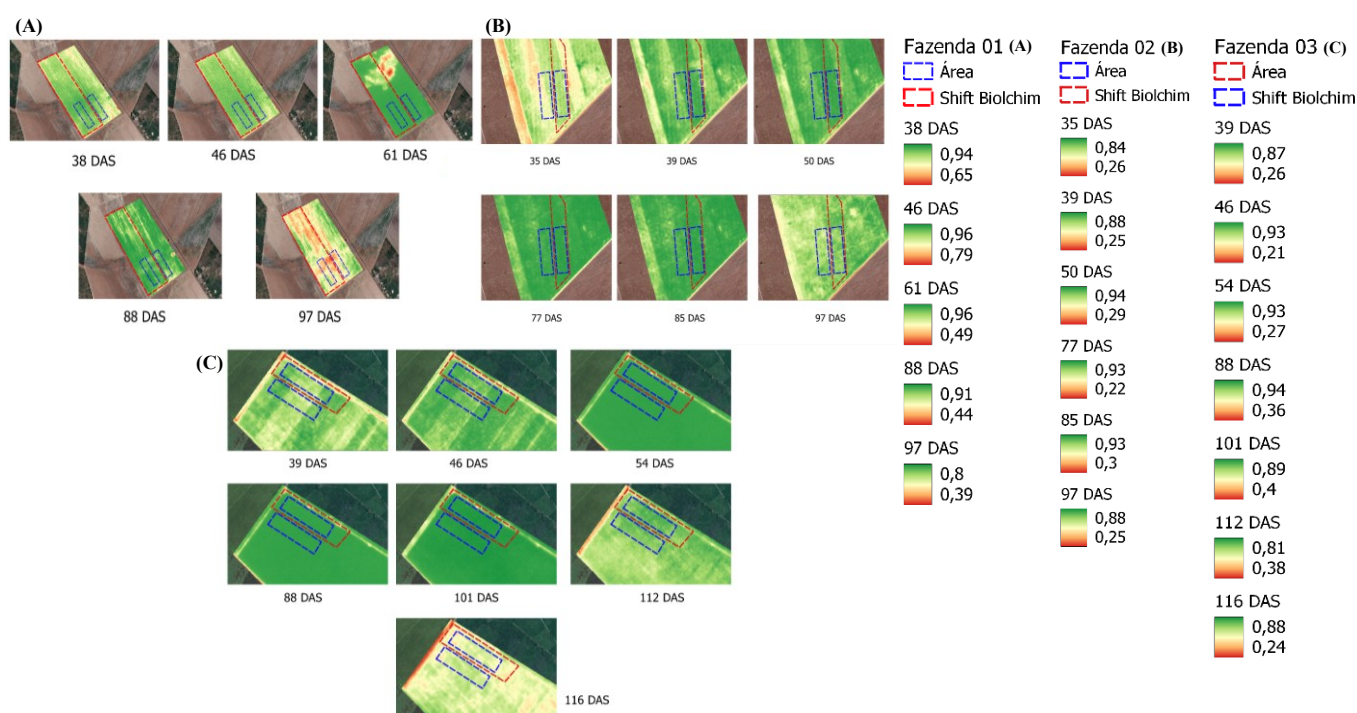 (A)
38 DAS
46 DAS
61 DAS
88 DAS
97 DAS
(B)
35 DAS
39 DAS
50 DAS
77 DAS
85 DAS
97 DAS
(C)
39 DAS
46 DAS
54 DAS
88 DAS
101 DAS
112 DAS
116 DAS
Fazenda 01 (A)
Área
Shift Biolchim
38 DAS
0,94
0,65
46 DAS
0,96
0,79
61 DAS
0,96
0,49
88 DAS
0,91
0,44
97 DAS
0,8
0,39
Fazenda 02 (B)
Área
Shift Biolchim
35 DAS
0,84
0,26
39 DAS
0,88
0,25
50 DAS
0,94
0,29
77 DAS
0,93
0,22
85 DAS
0,93
0,3
97 DAS
0,88
0,25
Fazenda 03 (C)
Área
Shift Biolchim
39 DAS
0,87
0,26
46 DAS
0,93
0,21
54 DAS
0,93
0,27
88 DAS
0,94
0,36
101 DAS
0,89
0,4
112 DAS
0,81
0,38
116 DAS
0,88
0,24